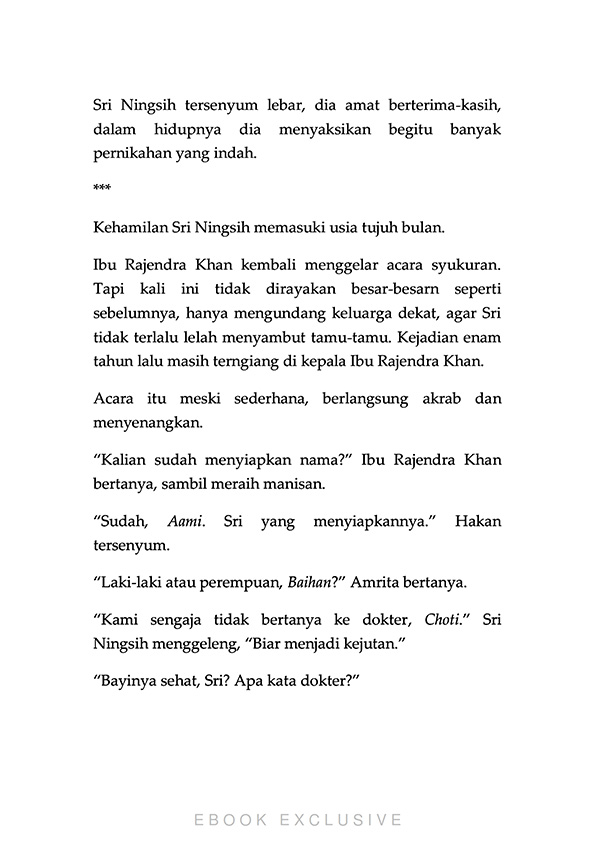 Sri Ningsih tersenyum lebar, dia amat berterima-kasih,
dalam hidupnya dia menyaksikan begitu banyak
pernikahan yang indah.
***
Kehamilan Sri Ningsih memasuki usia tujuh bulan.
Ibu Rajendra Khan kembali menggelar acara syukuran.
Tapi kali ini tidak dirayakan besar-besarn seperti
sebelumnya, hanya mengundang keluarga dekat, agar Sri
tidak terlalu lelah menyambut tamu-tamu. Kejadian enam
tahun lalu masih terngiang di kepala Ibu Rajendra Khan.
Acara itu meski sederhana, berlangsung akrab dan
menyenangkan.
“Kalian sudah menyiapkan nama?” Ibu Rajendra Khan
bertanya, sambil meraih manisan.
“Sudah, Aami. Sri yang menyiapkannya.” Hakan
tersenyum.
“Laki-laki atau perempuan, Baihan?” Amrita bertanya.
“Kami sengaja tidak bertanya ke dokter, Choti.” Sri
Ningsih menggeleng, “Biar menjadi kejutan.”
“Bayinya sehat, Sri? Apa kata dokter?”
EBOOK EXCLUSIVE